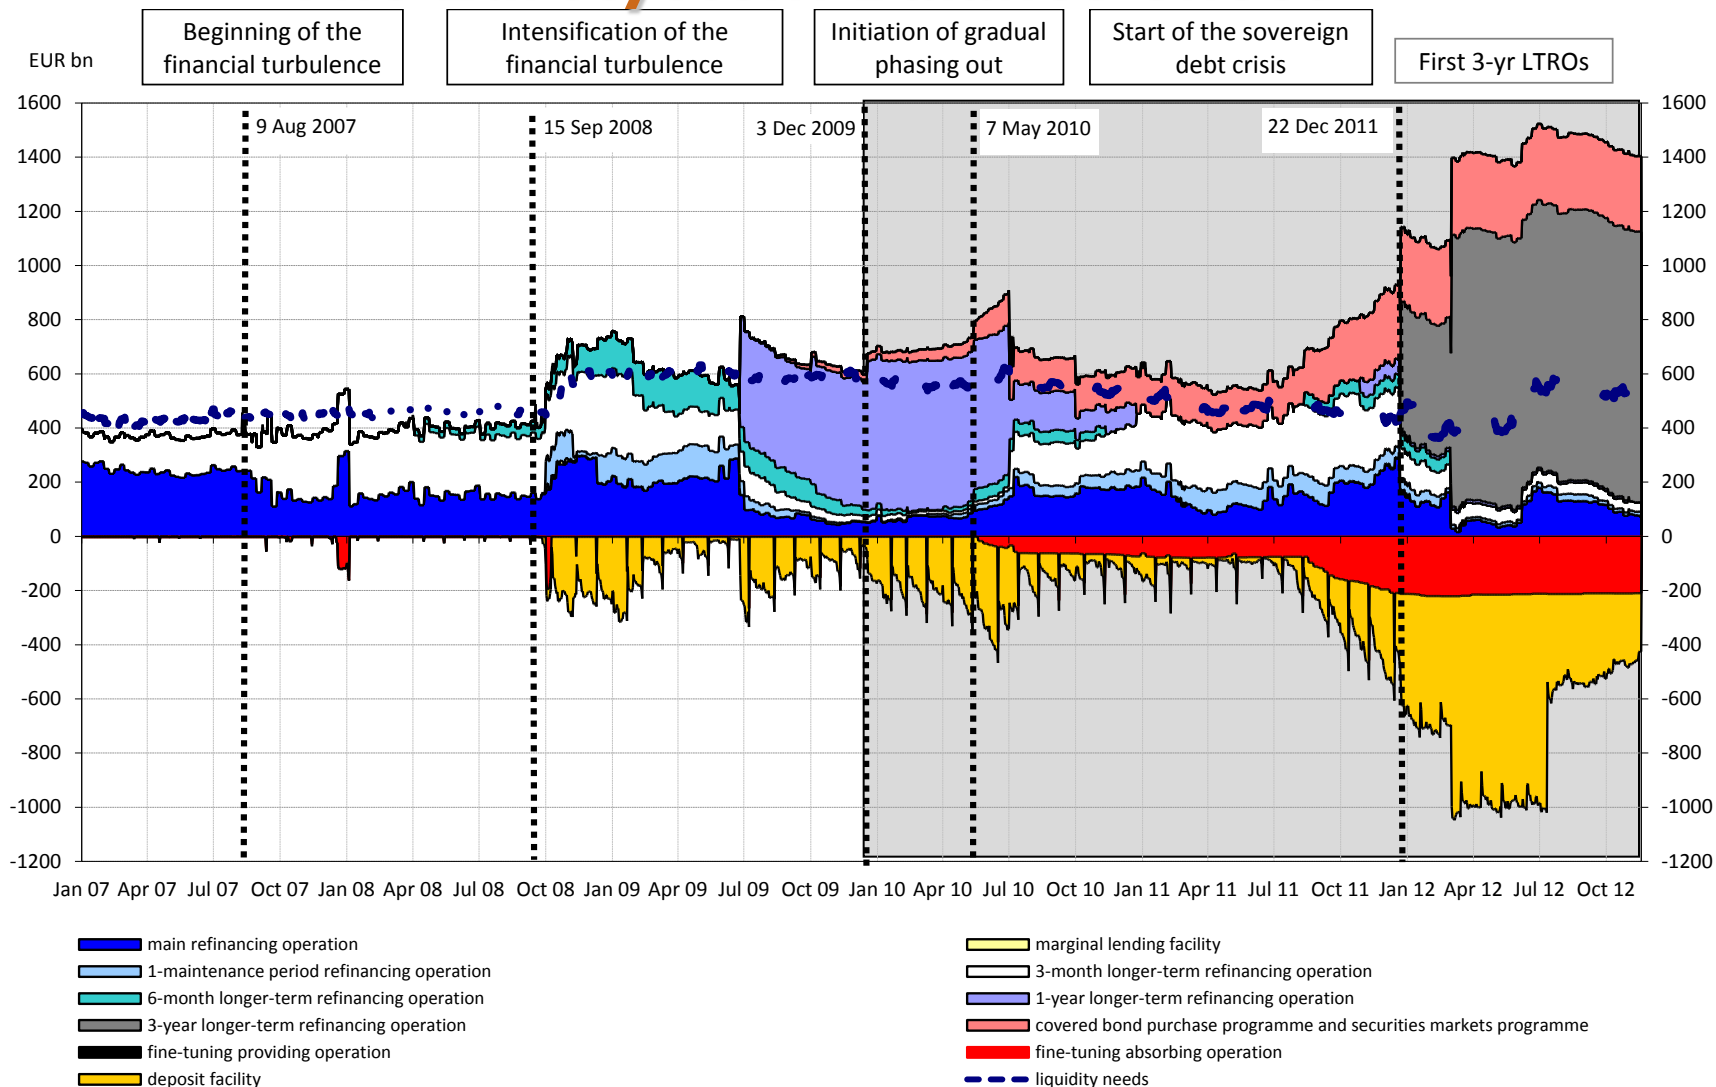 Beginning of the
financial turbulence
Intensification of the
financial turbulence
Initiation of gradual
phasing out
Start of the sovereign
debt crisis
First 3-yr LTROs
EUR bn
9 Aug 2007
15 Sep 2008
3 Dec 2009
7 May 2010
22 Dec 2011
1600 1600
1400 1400
1200 1200
1000 1000
800 800
600 600
400 400
200 200
0 0
-200 -200
-400 -400
-600 -600
-800 -800
-1000 -1000
-1200 -1200
Jan 07 Apr 07 Jul 07 Oct 07 Jan 08 Apr 08 Jul 08 Oct 08 Jan 09 Apr 09 Jul 09 Oct 09 Jan 10 Apr 10 Jul 10 Oct 10 Jan 11 Apr 11 Jul 11 Oct 11 Jan 12 Apr 12 Jul 12 Oct 12
main refinancing operation
marginal lending facility
1-maintenance period refinancing operation
3-month longer-term refinancing operation
6-month longer-term refinancing operation
1-year longer-term refinancing operation
3-year longer-term refinancing operation
covered bond purchase programme and securities markets programme
fine-tuning providing operation
fine-tuning absorbing operation
deposit facility
liquidity needs